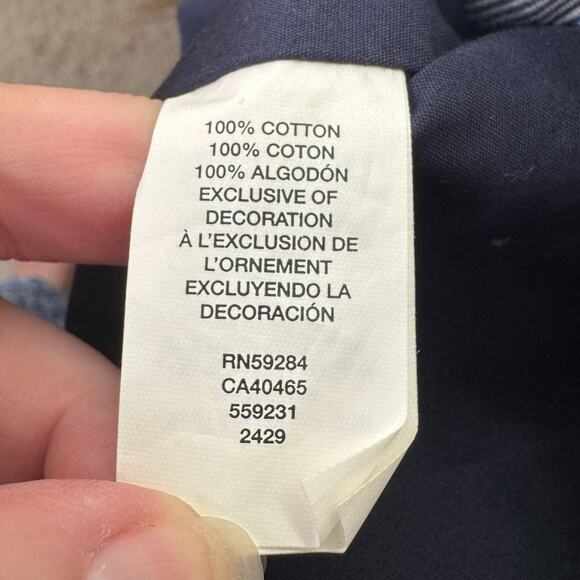 100% COTTON
100% COTON
100% ALGODÓN
EXCLUSIVE OF
DECORATION
À L'EXCLUSION DE
L'ORNEMENT
EXCLUYENDO LA
DECORACIÓN
RN59284
CA40465
559231
2429